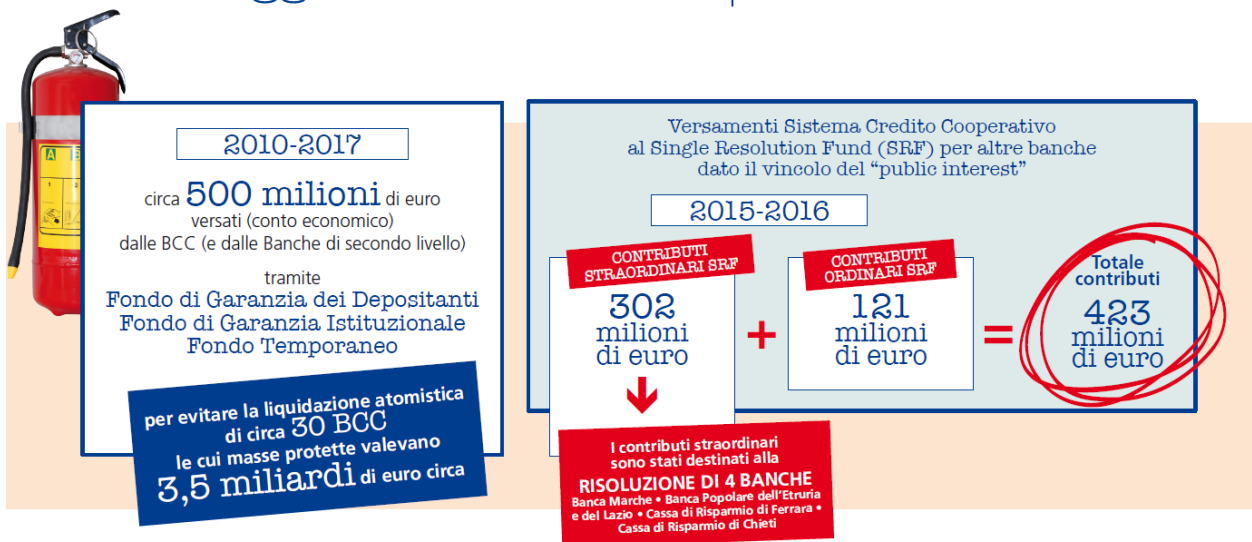 2010-2017
circa 500 milioni di euro
versati (conto economico)
dalle BCC (e dalle Banche di secondo livello)
tramite
Fondo di Garanzia dei Depositanti
Fondo di Garanzia Istituzionale
Fondo Temporaneo
per evitare la liquidazione atomistica
di circa 30 BCC
le cui masse protette valevano
3,5 miliardi di euro circa
Versamenti Sistema Credito Cooperativo
al Single Resolution Fund (SRF) per altre banche
dato il vincolo del “public interest”
2015-2016
CONTRIBUTI
STRAORDINARI SRF
302
milioni
di euro
+
CONTRIBUTI
ORDINARI SRF
121
milioni
di euro
=
Totale
contributi
423
milioni
di euro
I contributi straordinari
sono stati destinati alla
RISOLUZIONE DI 4 BANCHE
Banca Marche • Banca Popolare dell'Etruria
e del Lazio • Cassa di Risparmio di Ferrara •
Cassa di Risparmio di Chieti